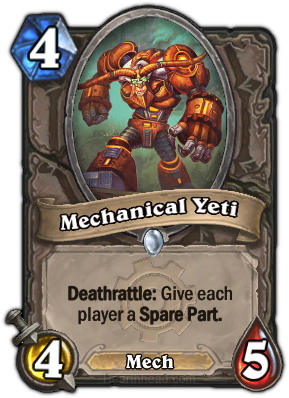 4
Mechanical Yeti
Deathrattle: Give each
player a Spare Part.
4
Mech
5